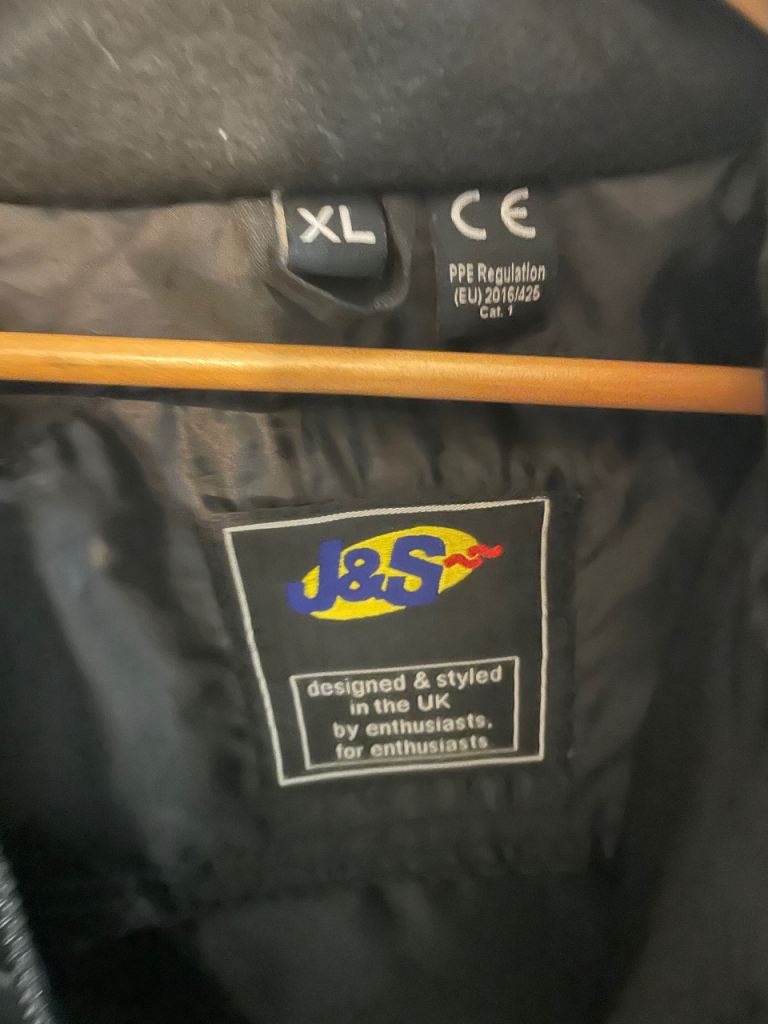 XL
CE
PPE Regulation
(EU) 2016/425
Cat. 1
J&S
designed & styled
in the UK
by enthusiasts,
for enthusiasts